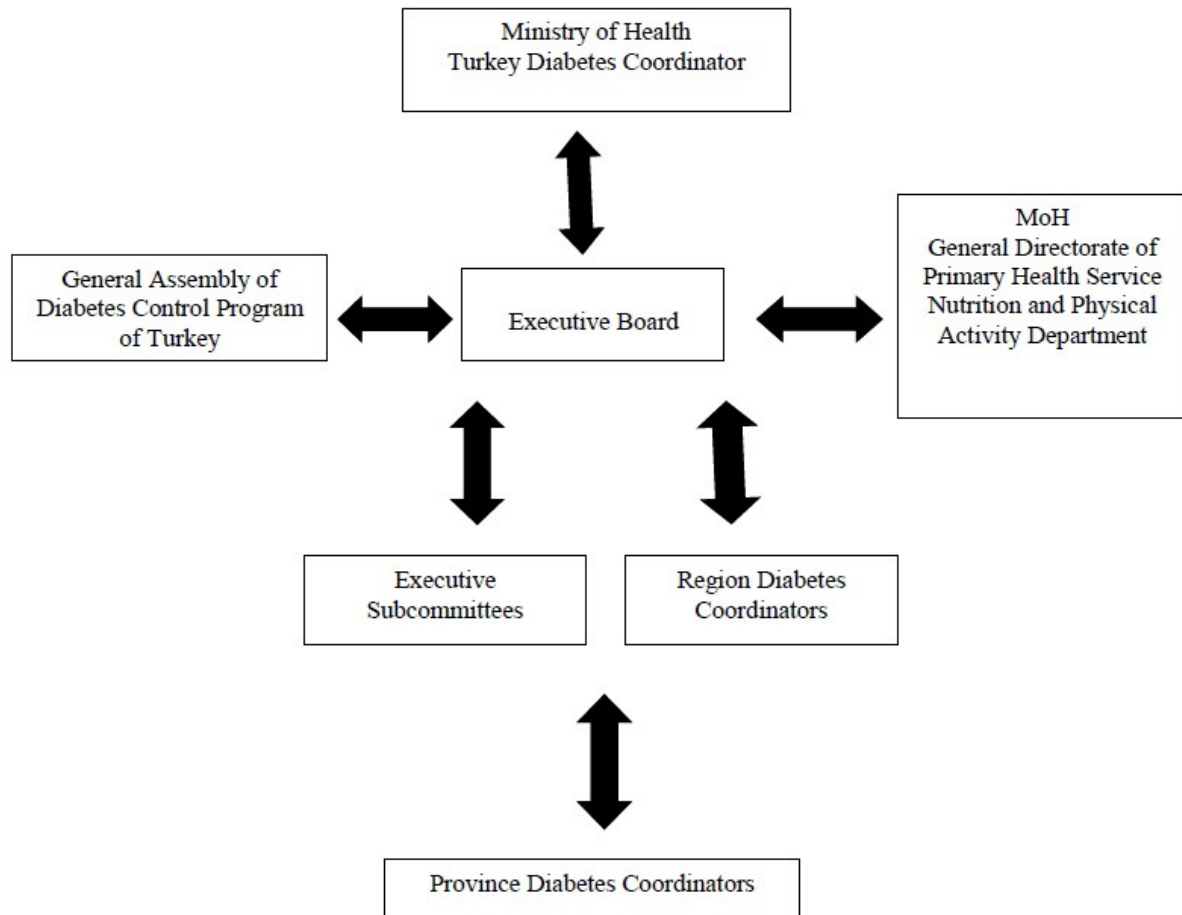 Ministry of Health
Turkey Diabetes Coordinator
General Assembly of
Diabetes Control Program
of Turkey
Executive Board
MoH
General Directorate of
Primary Health Service
Nutrition and Physical
Activity Department
Executive
Subcommittees
Region Diabetes
Coordinators
Province Diabetes Coordinators